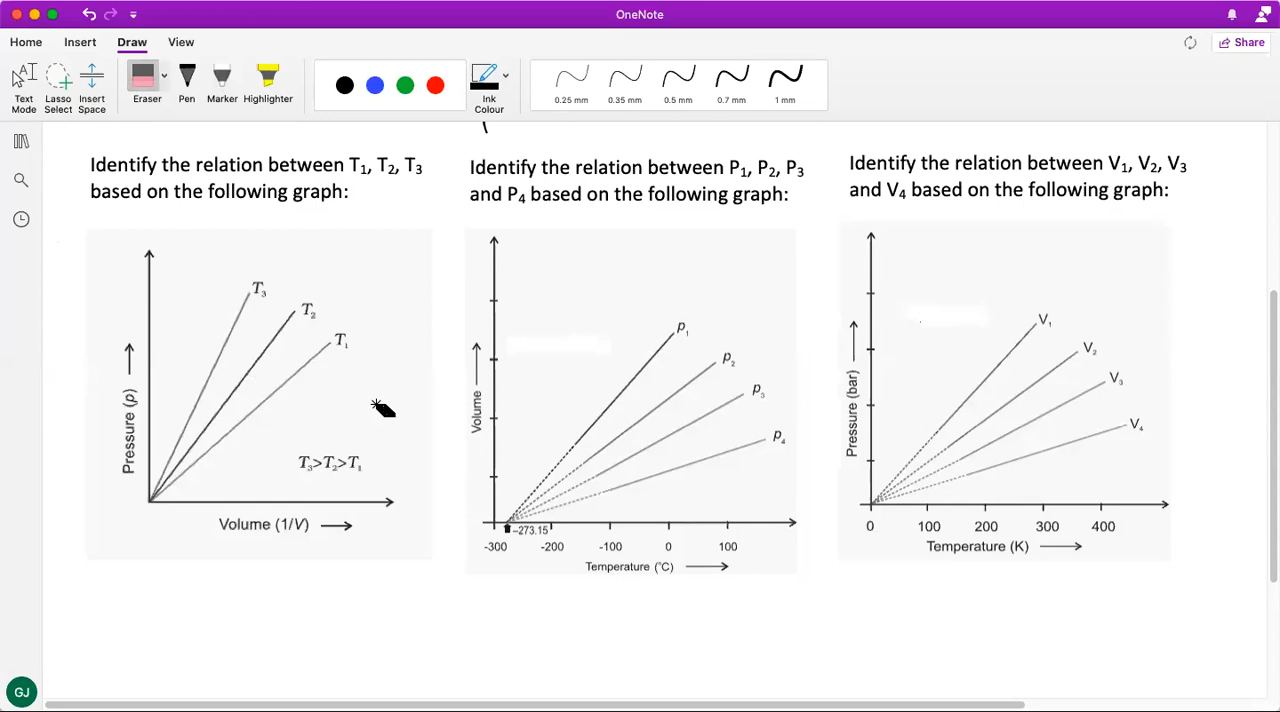 OneNote
Home Insert Draw View
Share
Text Mode
Lasso Select
Insert Space
Eraser
Pen
Marker
Highlighter
Ink Colour
0.25 mm
0.35 mm
0.5 mm
0.7 mm
1 mm
Identify the relation between T₁, T₂, T₃
based on the following graph:
T₃
T₂
T₁
Pressure (p)
T₃>T₂>T₁
Volume (1/V)
Identify the relation between P₁, P₂, P₃
and P₄ based on the following graph:
p₁
p₂
p₃
p₄
Volume
–273.15
-300 -200 -100 0 100
Temperature (°C)
Identify the relation between V₁, V₂, V₃
and V₄ based on the following graph:
V₁
V₂
V₃
V₄
Pressure (bar)
0 100 200 300 400
Temperature (K)
GJ